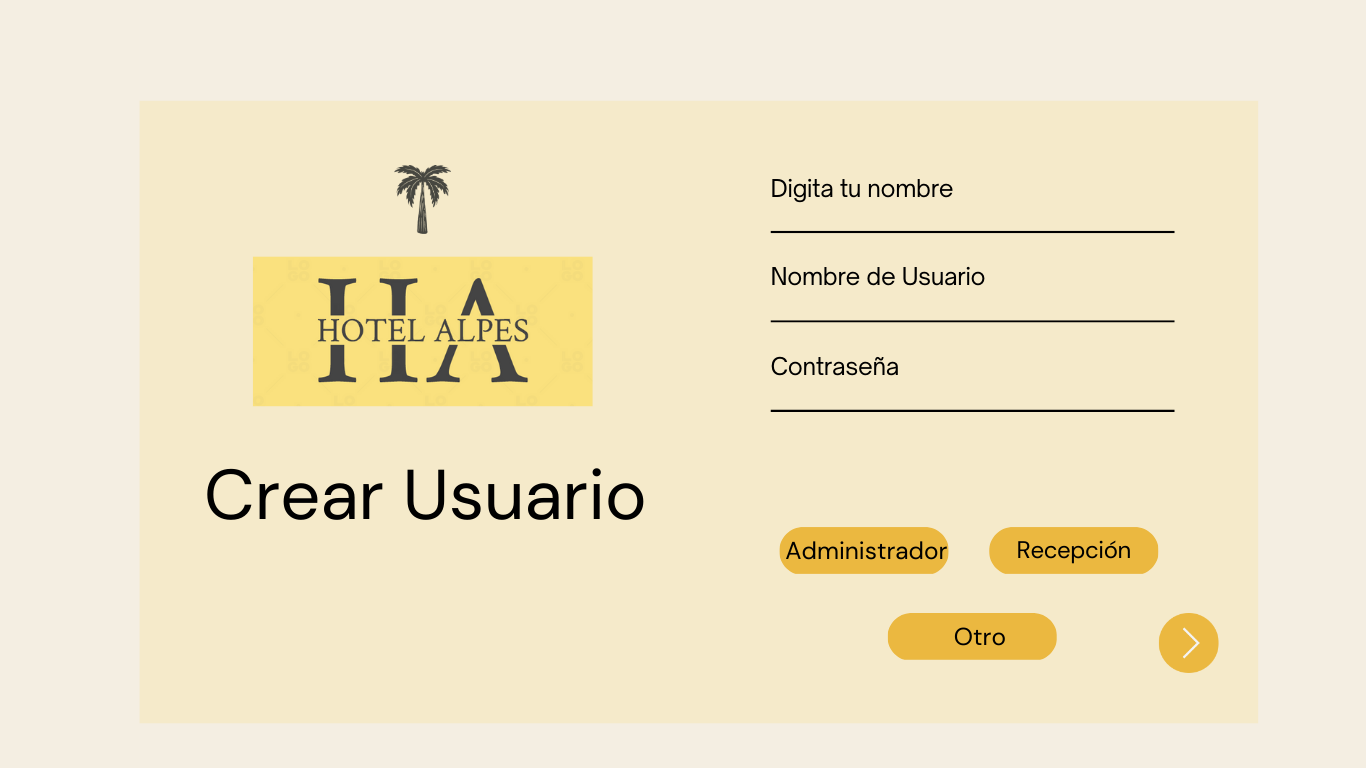 HA
HOTEL ALPES
Crear Usuario
Digita tu nombre
Nombre de Usuario
Contraseña
Administrador
Recepción
Otro